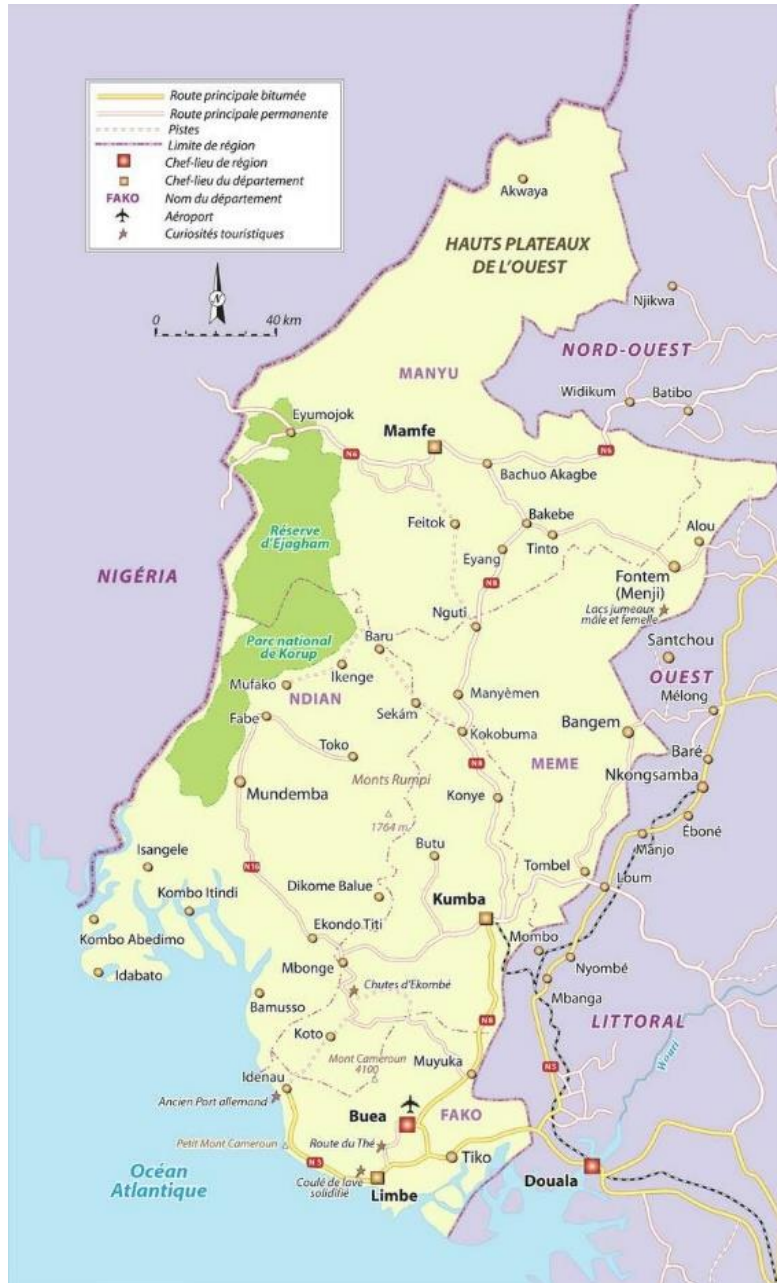 Route principale bitumée
Route principale permanente
Pistes
Limite de région
Chef-lieu de région
Chef-lieu du département
FAKO Nom du département
Aéroport
Curiosités touristiques
N
0 40 km
Akwaya
HAUTS PLATEAUX
DE L'OUEST
Njikwa
NORD-OUEST
MANYU
Widikum
Batibo
Eyumojok
Mamfe
N6
N6
Bachuo Akagbe
Feitok
Bakebe
Alou
Réserve
d'Ejagham
Eyang
Tinto
NIGÉRIA
N8
Fontem
(Menji)
Lacs jumeaux
mâle et femelle
Nguti
Parc national
de Korup
Baru
Santchou
Ikenge
OUEST
Mufako
NDIAN
Manyèmen
Mélong
Sekám
Fabe
Kokobuma
Bangem
Toko
Baré
MEME
N8
Nkongsamba
Monts Rumpi
Mundemba
Konye
1764 m
Éboné
Manjo
Isangele
Butu
N16
Tombel
Loum
Dikome Balue
Kombo Itindi
Kumba
Ekondo Titi
Kombo Abedimo
Mombo
Mbonge
Nyombé
Idabato
Chutes d'Ekombé
Mbanga
Bamusso
LITTORAL
N8
Koto
Wouri
Mont Cameroun
4100
Muyuka
Idenau
N5
Ancien Port allemand
Buea
FAKO
Petit Mont Cameroun
Route du Thé
Tiko
Océan
Atlantique
N5
Coulé de lave
solidifié
Limbe
Douala